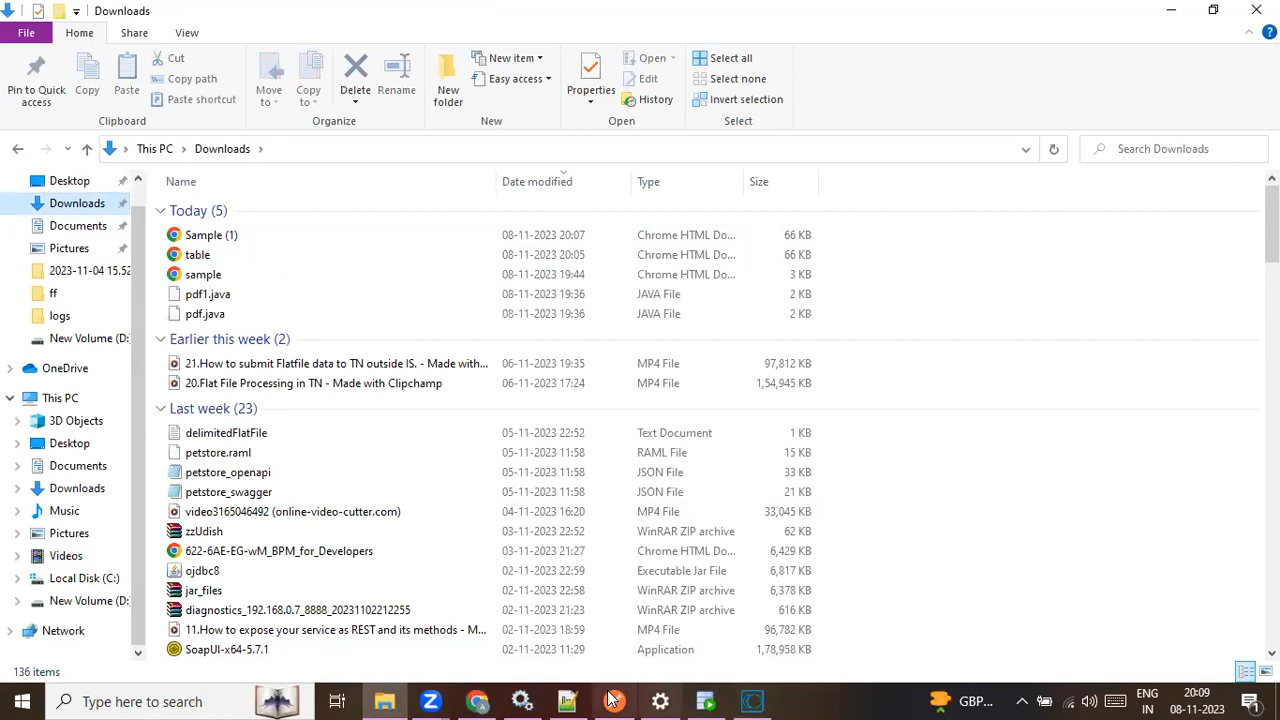 Downloads
File Home Share View
Pin to Quick access
Copy
Paste
Cut
Copy path
Paste shortcut
Clipboard
Move to
Copy to
Delete
Rename
Organize
New folder
New item
Easy access
New
Properties
Open
Edit
History
Open
Select all
Select none
Invert selection
Select
This PC Downloads
Search Downloads
Desktop
Downloads
Documents
Pictures
2023-11-04 15.52
ff
logs
New Volume (D:
OneDrive
This PC
3D Objects
Desktop
Documents
Downloads
Music
Pictures
Videos
Local Disk (C:)
New Volume (D:
Network
Name Date modified Type Size
Today (5)
Sample (1) 08-11-2023 20:07 Chrome HTML Do... 66 KB
table 08-11-2023 20:05 Chrome HTML Do... 66 KB
sample 08-11-2023 19:44 Chrome HTML Do... 3 KB
pdf1.java 08-11-2023 19:36 JAVA File 2 KB
pdf.java 08-11-2023 19:36 JAVA File 2 KB
Earlier this week (2)
21.How to submit Flatfile data to TN outside IS. - Made with... 06-11-2023 19:35 MP4 File 97,812 KB
20.Flat File Processing in TN - Made with Clipchamp 06-11-2023 17:24 MP4 File 1,54,945 KB
Last week (23)
delimitedFlatFile 05-11-2023 22:52 Text Document 1 KB
petstore.raml 05-11-2023 11:58 RAML File 15 KB
petstore_openapi 05-11-2023 11:58 JSON File 33 KB
petstore_swagger 05-11-2023 11:58 JSON File 21 KB
video3165046492 (online-video-cutter.com) 04-11-2023 16:20 MP4 File 33,045 KB
zzUdish 03-11-2023 22:52 WinRAR ZIP archive 62 KB
622-6AE-EG-wM_BPM_for_Developers 03-11-2023 21:27 Chrome HTML Do... 6,429 KB
ojdbc8 02-11-2023 22:59 Executable Jar File 6,817 KB
jar_files 02-11-2023 22:58 WinRAR ZIP archive 6,378 KB
diagnostics_192.168.0.7_8888_20231102212255 02-11-2023 21:23 WinRAR ZIP archive 616 KB
11.How to expose your service as REST and its methods - M... 02-11-2023 18:59 MP4 File 96,782 KB
SoapUI-x64-5.7.1 02-11-2023 11:29 Application 1,78,958 KB
136 items
Type here to search
GBP...
ENG
IN
20:09
08-11-2023
1